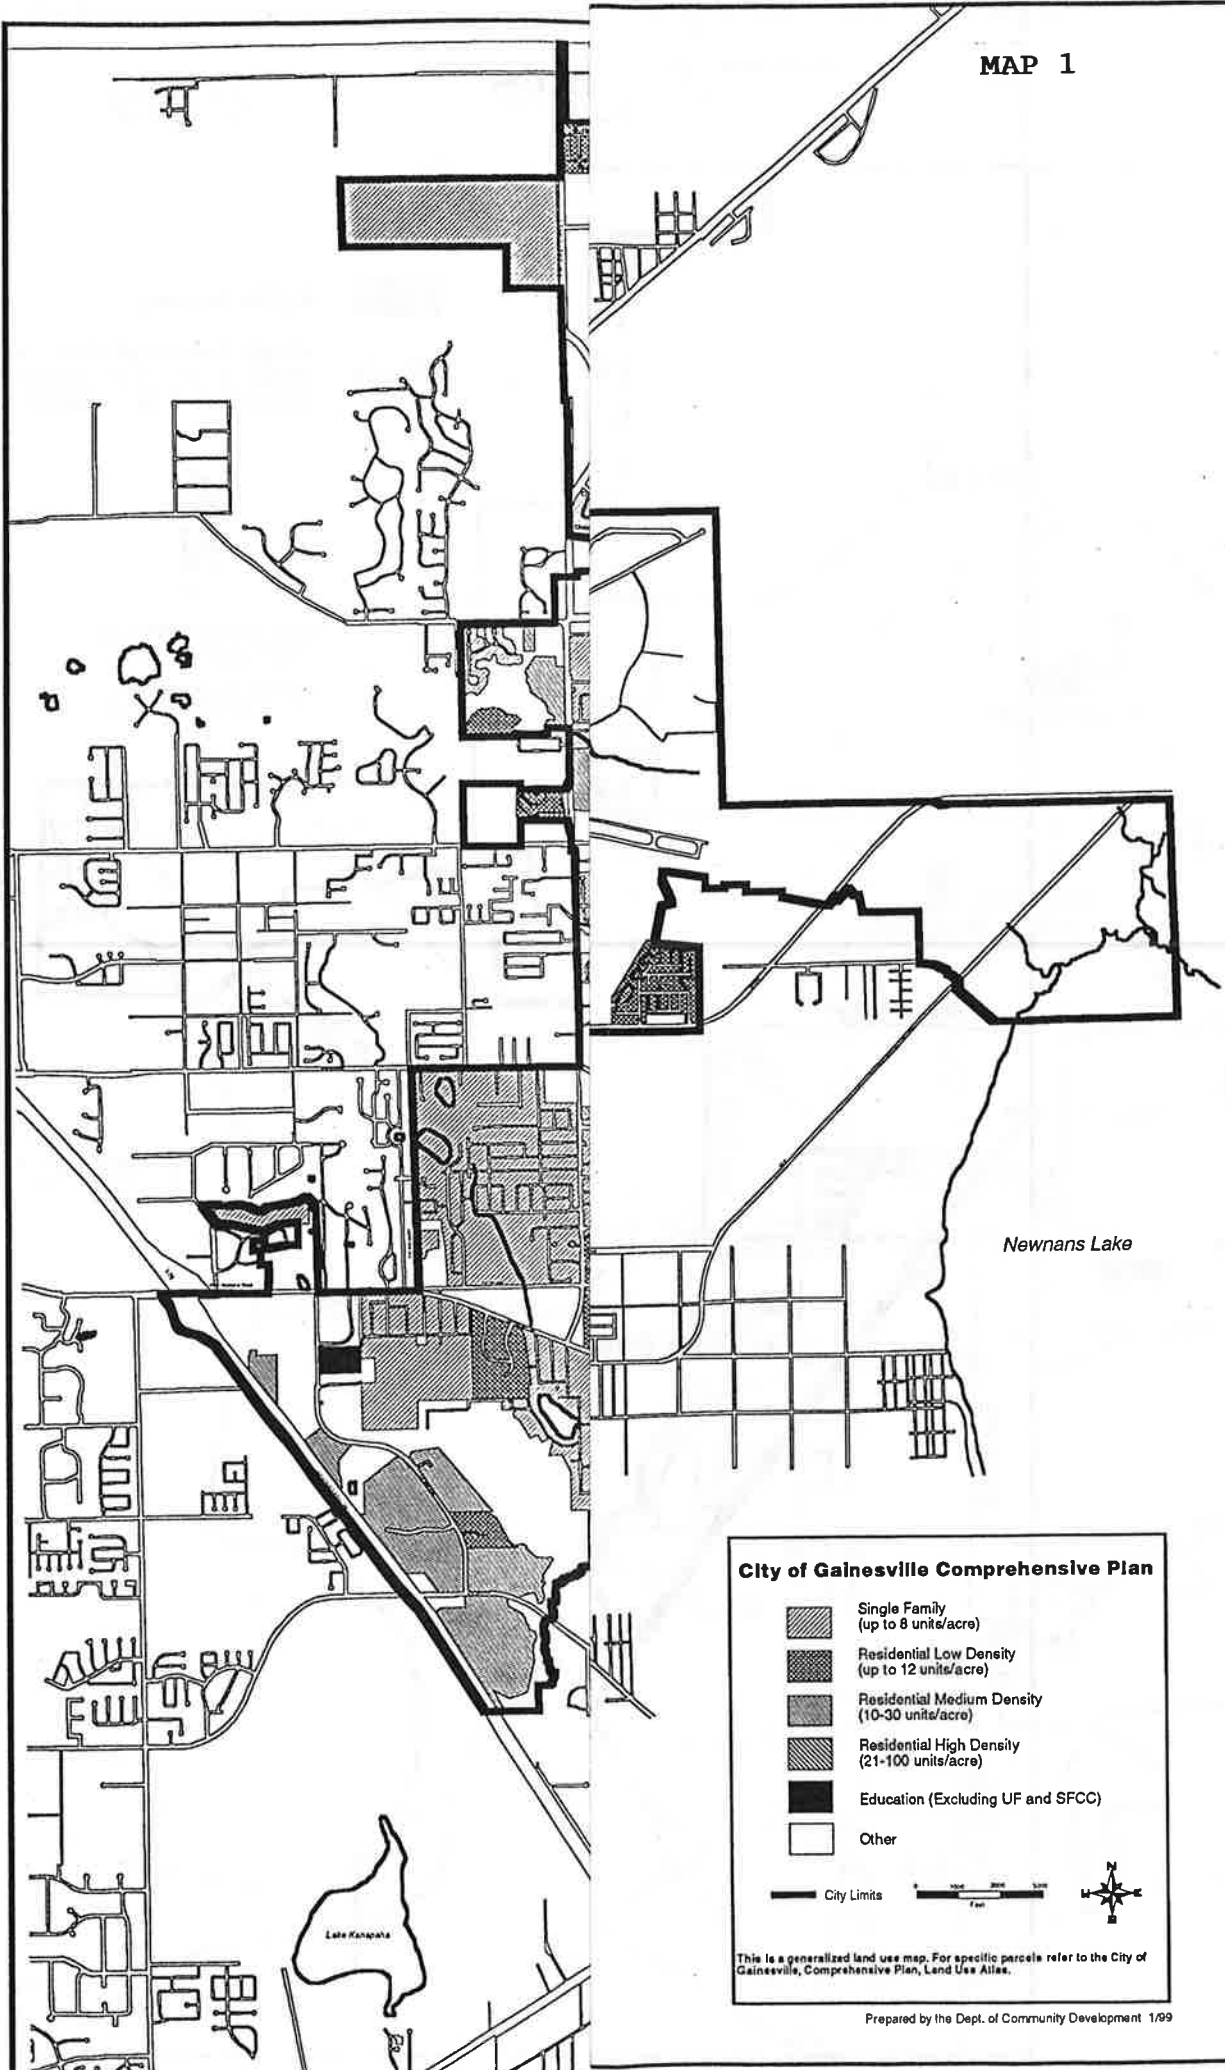 MAP 1
Newnans Lake
City of Gainesville Comprehensive Plan
Single Family
(up to 8 units/acre)
Residential Low Density
(up to 12 units/acre)
Residential Medium Density
(10-30 units/acre)
Residential High Density
(21-100 units/acre)
Education (Excluding UF and SFCC)
Other
City Limits
Feet
N
This is a generalized land use map. For specific parcels refer to the City of
Gainesville, Comprehensive Plan, Land Use Atlas.
Prepared by the Dept. of Community Development 1/99
Lake Kanapaha